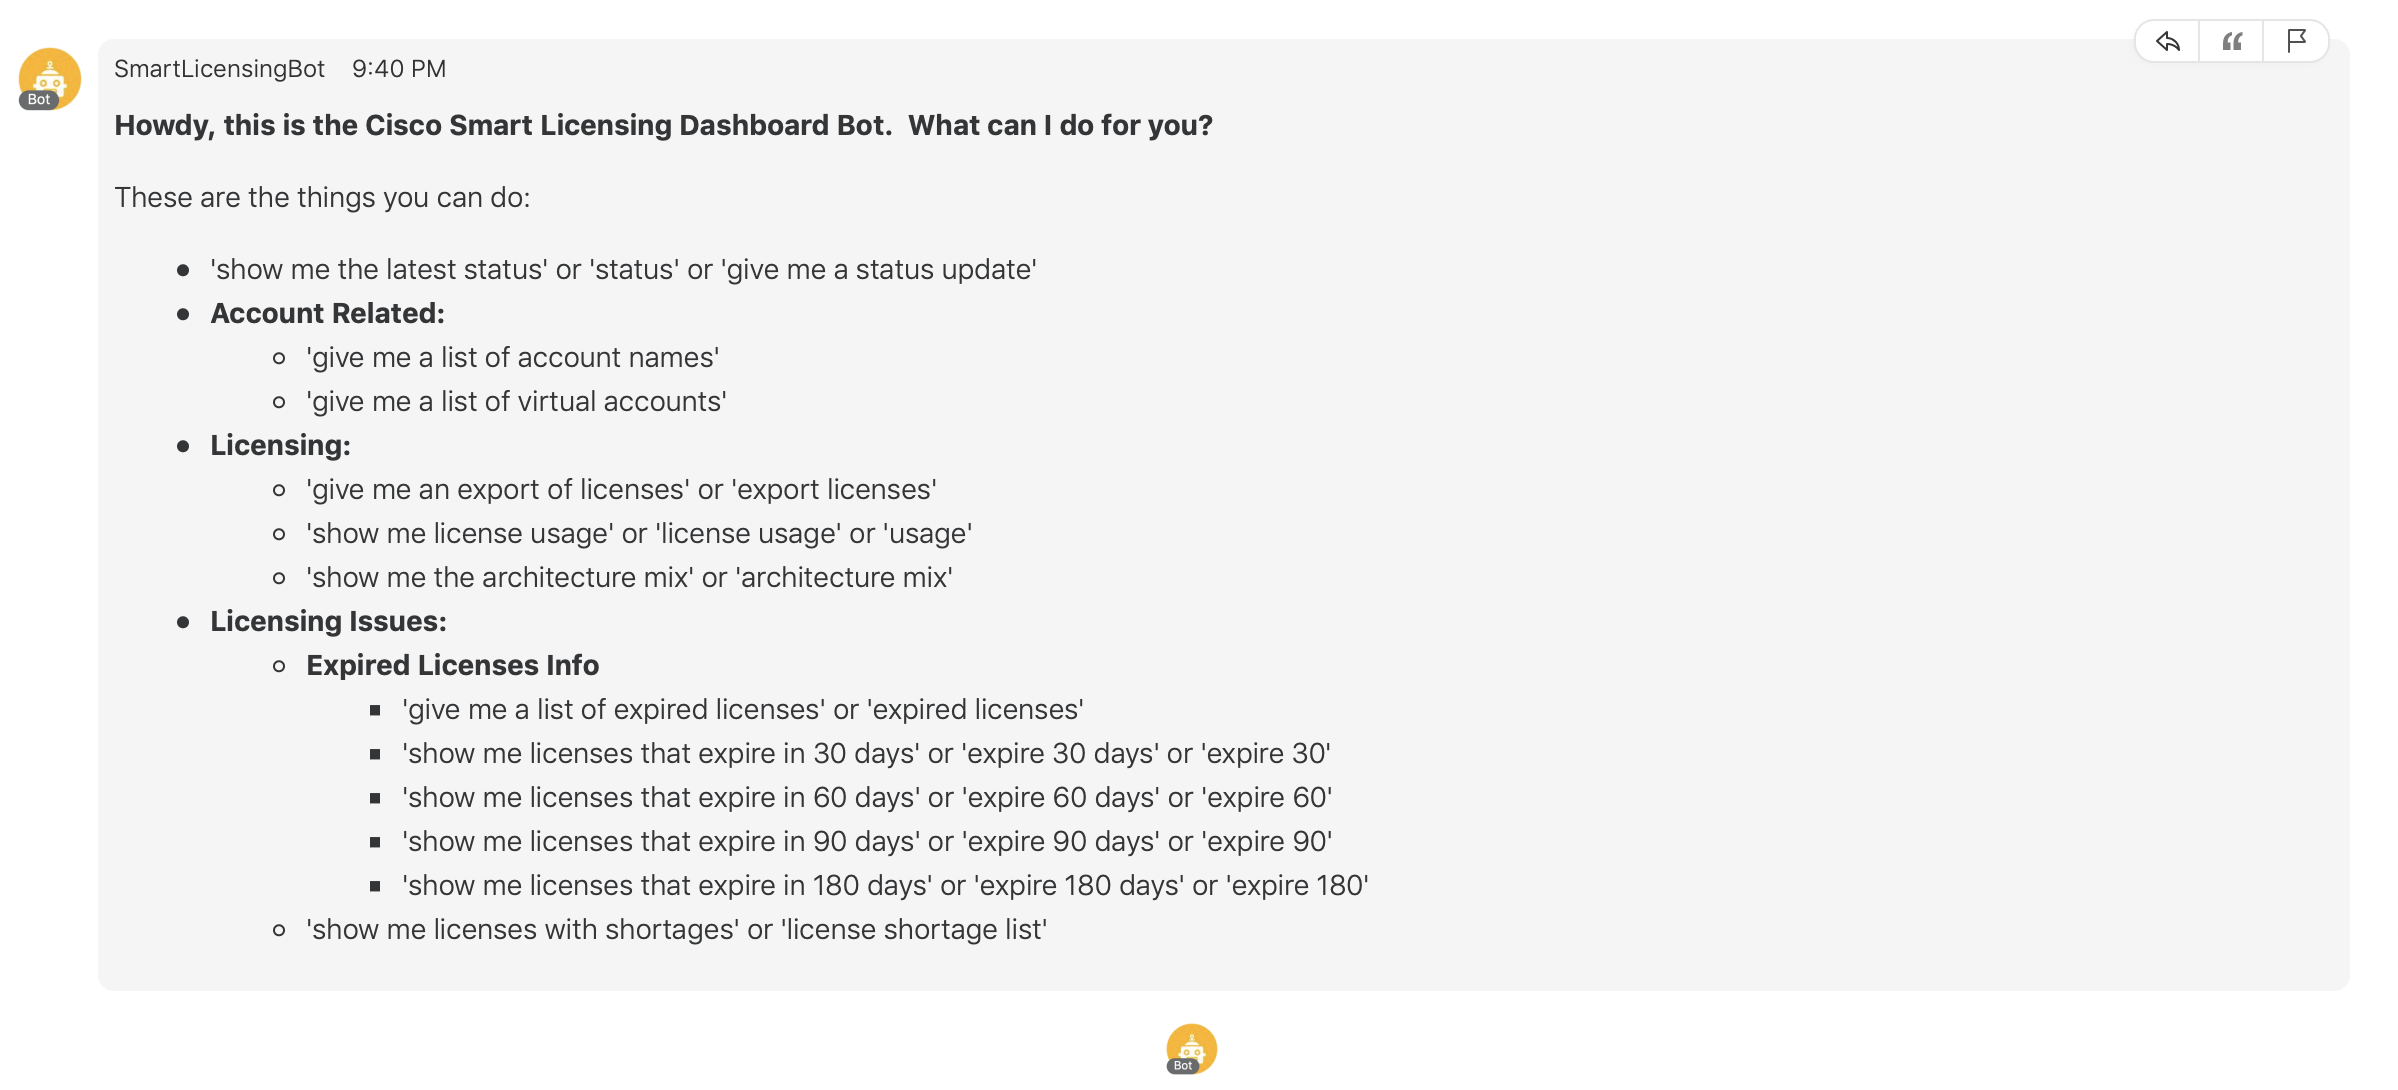 SmartLicensingBot 9:40 PM
Bot
Howdy, this is the Cisco Smart Licensing Dashboard Bot.  What can I do for you?
These are the things you can do:
'show me the latest status' or 'status' or 'give me a status update'
Account Related:
'give me a list of account names'
'give me a list of virtual accounts'
Licensing:
'give me an export of licenses' or 'export licenses'
'show me license usage' or 'license usage' or 'usage'
'show me the architecture mix' or 'architecture mix'
Licensing Issues:
Expired Licenses Info
'give me a list of expired licenses' or 'expired licenses'
'show me licenses that expire in 30 days' or 'expire 30 days' or 'expire 30'
'show me licenses that expire in 60 days' or 'expire 60 days' or 'expire 60'
'show me licenses that expire in 90 days' or 'expire 90 days' or 'expire 90'
'show me licenses that expire in 180 days' or 'expire 180 days' or 'expire 180'
'show me licenses with shortages' or 'license shortage list'
Bot